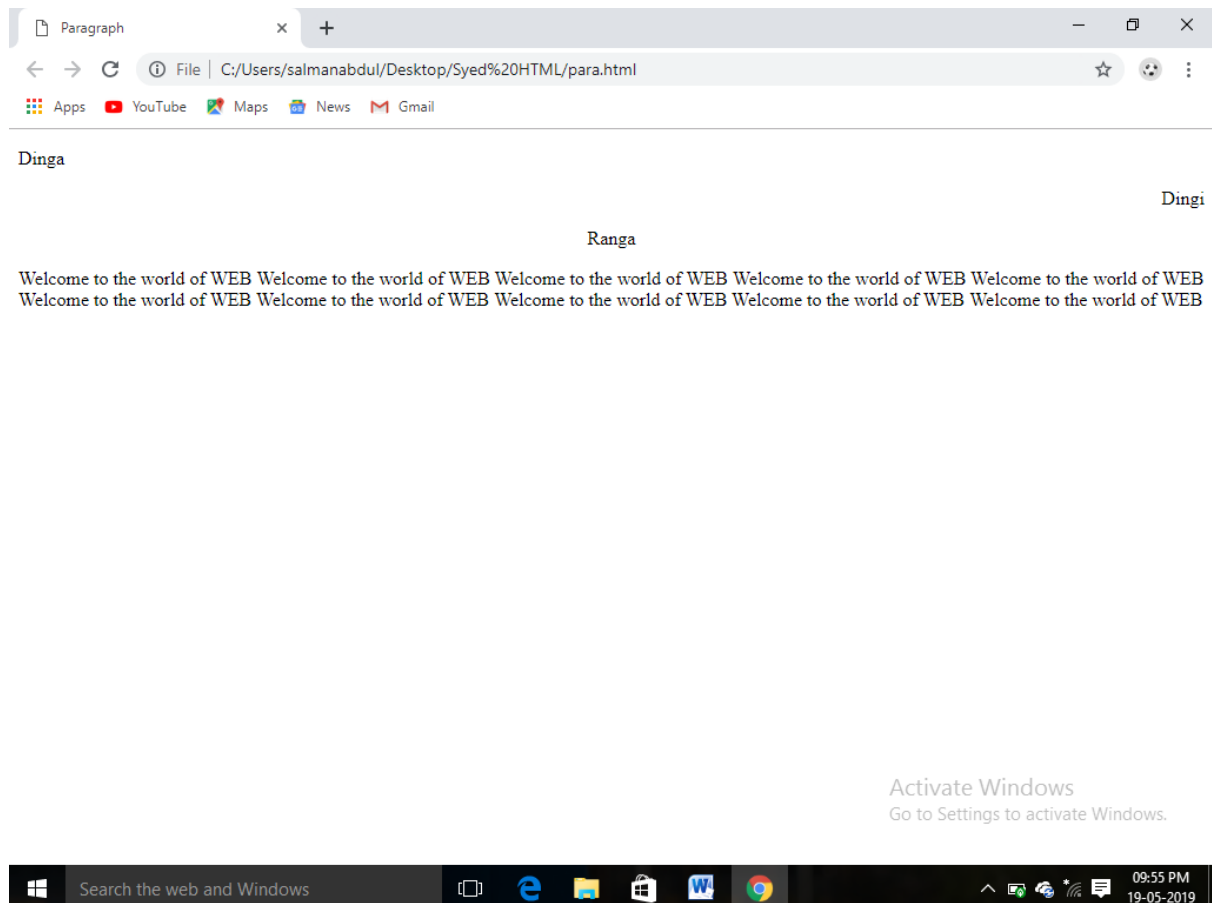 Paragraph
File | C:/Users/salmanabdul/Desktop/Syed%20HTML/para.html
Apps YouTube Maps News Gmail
Dinga
Dingi
Ranga
Welcome to the world of WEB Welcome to the world of WEB Welcome to the world of WEB Welcome to the world of WEB Welcome to the world of WEB
Welcome to the world of WEB Welcome to the world of WEB Welcome to the world of WEB Welcome to the world of WEB Welcome to the world of WEB
Activate Windows
Go to Settings to activate Windows.
Search the web and Windows
09:55 PM
19-05-2019